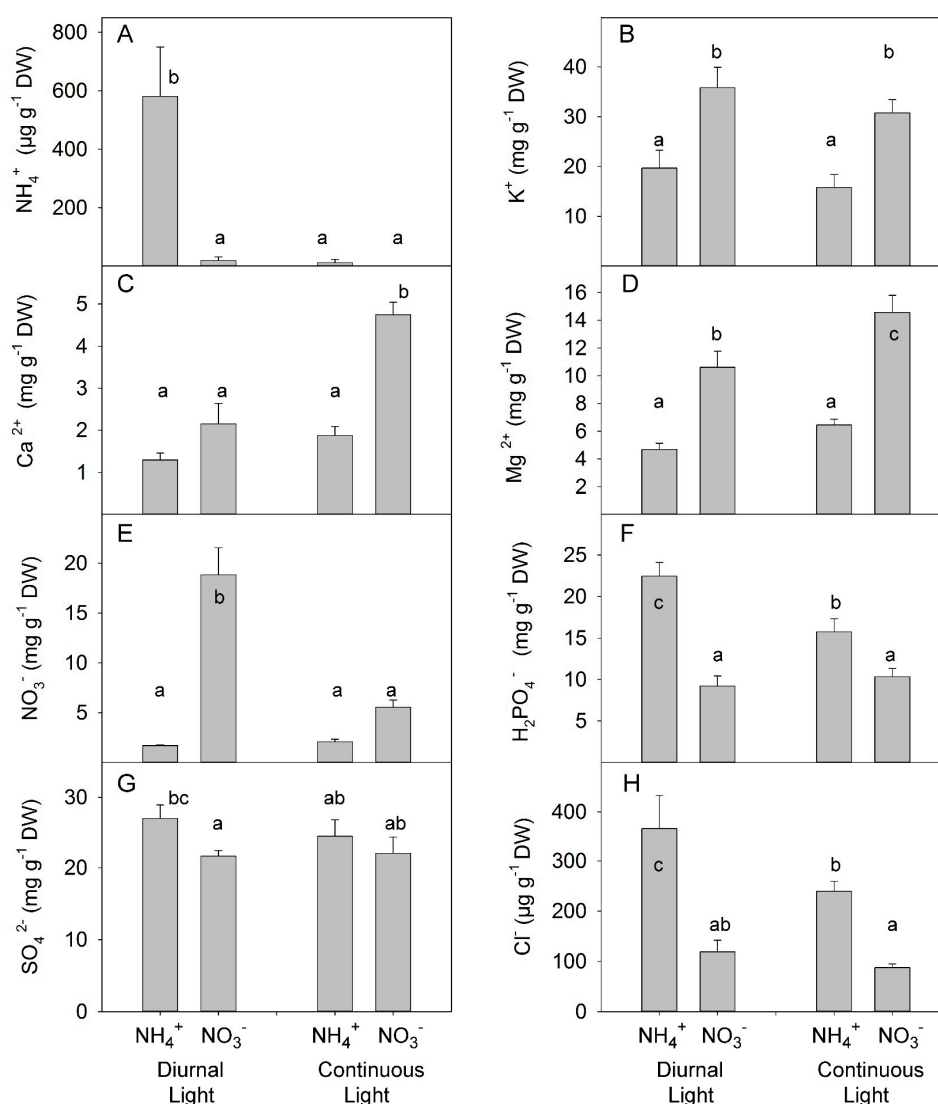 A
NH₄⁺ (µg g⁻¹ DW)
800
600
400
200
b
a
a
a
B
K⁺ (mg g⁻¹ DW)
40
30
20
10
a
b
a
b
C
Ca ²⁺ (mg g⁻¹ DW)
5
4
3
2
1
a
a
a
b
D
Mg ²⁺ (mg g⁻¹ DW)
16
14
12
10
8
6
4
2
a
b
a
c
E
NO₃⁻ (mg g⁻¹ DW)
20
15
10
5
a
b
a
a
F
H₂PO₄ ⁻ (mg g⁻¹ DW)
25
20
15
10
5
c
a
b
a
G
SO₄ ²⁻ (mg g⁻¹ DW)
30
20
10
0
bc
a
ab
ab
NH₄⁺ NO₃⁻ NH₄⁺ NO₃⁻
Diurnal Continuous
Light Light
H
Cl⁻ (µg g⁻¹ DW)
400
300
200
100
0
c
ab
b
a
NH₄⁺ NO₃⁻ NH₄⁺ NO₃⁻
Diurnal Continuous
Light Light